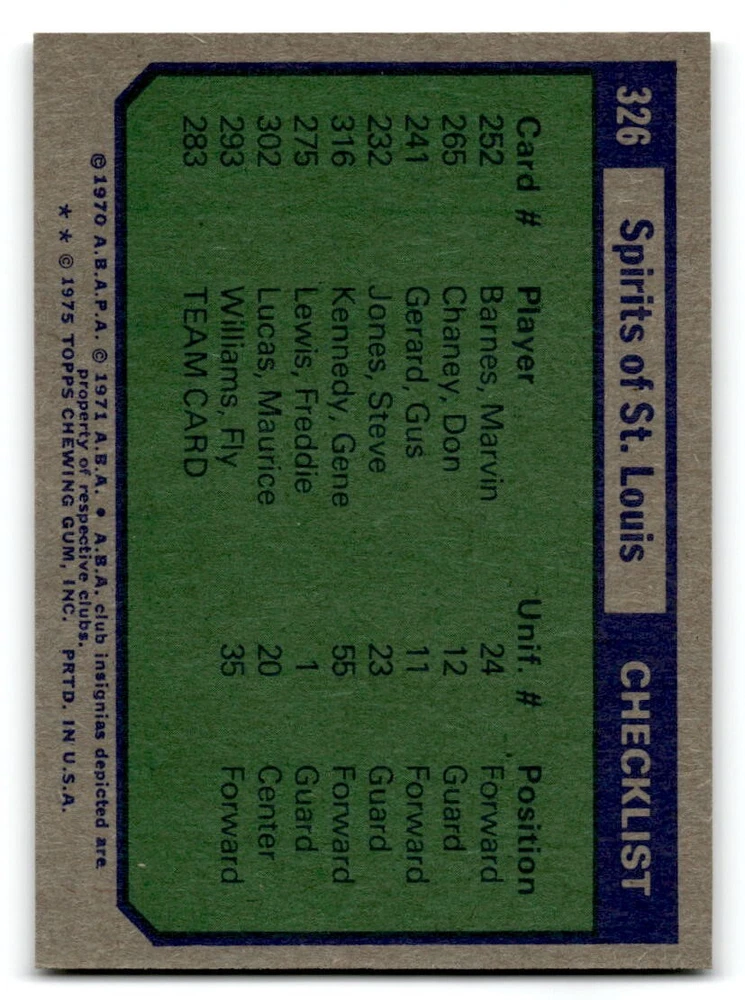 326 Spirits of St. Louis CHECKLIST
Card # Player Unif. # Position
252 Barnes, Marvin 24 Forward
265 Chaney, Don 12 Guard
241 Gerard, Gus 11 Forward
232 Jones, Steve 23 Guard
316 Kennedy, Gene 55 Forward
275 Lewis, Freddie 1 Guard
302 Lucas, Maurice 20 Center
293 Williams, Fly 35 Forward
283 TEAM CARD
© 1970 A.B.A.P.A. © 1971 A.B.A. • A.B.A. club insignias depicted are
property of respective clubs.
* * © 1975 TOPPS CHEWING GUM, INC. PRTD. IN U.S.A.